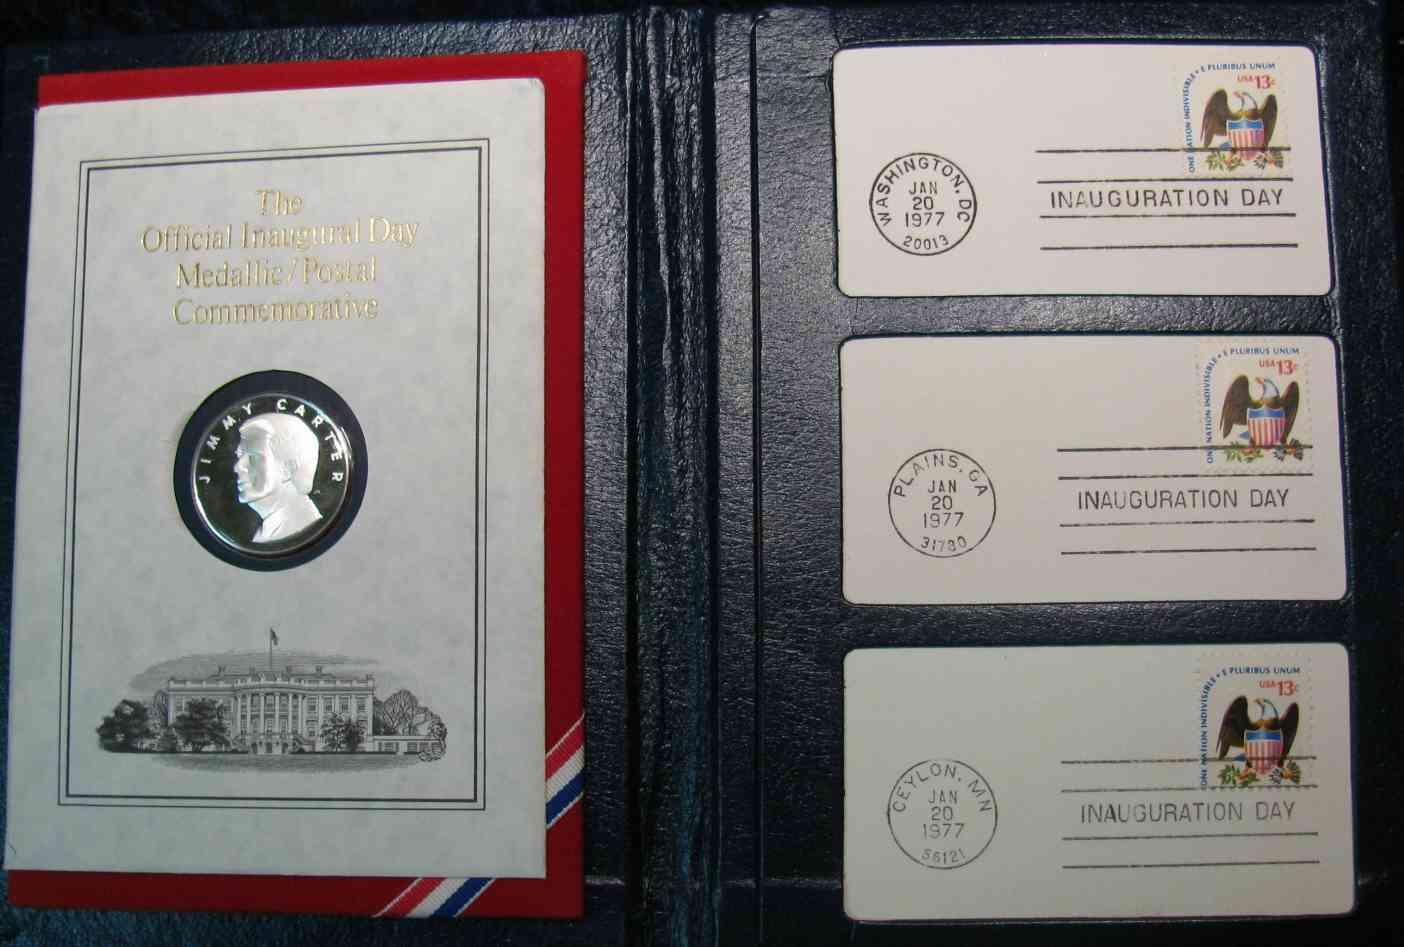 The
Official Inaugural Day
Medallic/Postal
Commemorative
JIMMY CARTER
ONE NATION INDIVISIBLE • E PLURIBUS UNUM
USA 13c
WASHINGTON, DC
JAN
20
1977
20013
INAUGURATION DAY
ONE NATION INDIVISIBLE • E PLURIBUS UNUM
USA 13c
PLAINS, GA
JAN
20
1977
31780
INAUGURATION DAY
ONE NATION INDIVISIBLE • E PLURIBUS UNUM
USA 13c
CEYLON, MN
JAN
20
1977
56121
INAUGURATION DAY